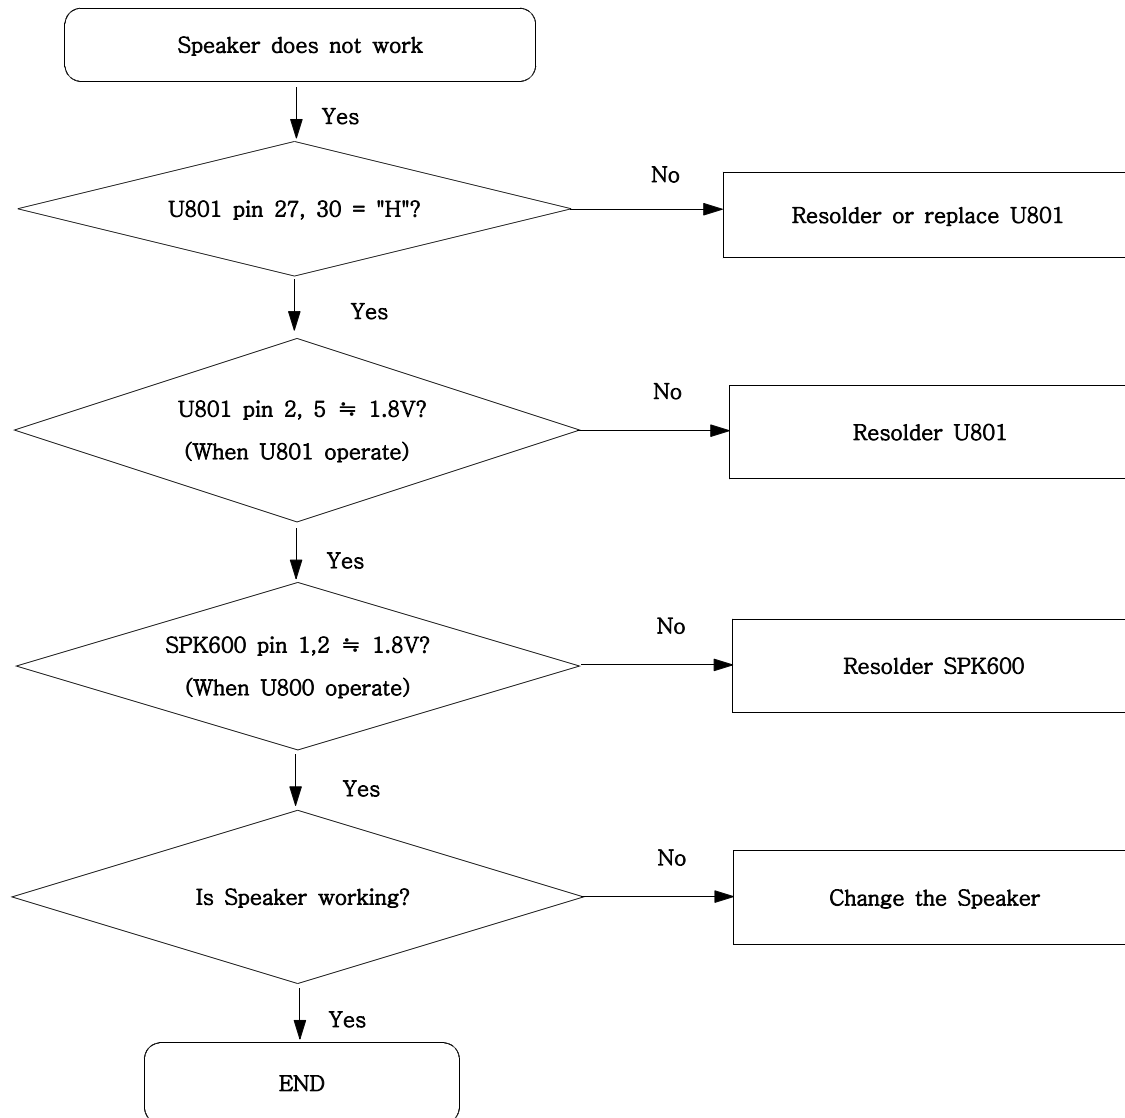 Speaker does not work
Yes
U801 pin 27, 30 = "H"?
No
Resolder or replace U801
Yes
U801 pin 2, 5 ≒ 1.8V?
(When U801 operate)
No
Resolder U801
Yes
SPK600 pin 1,2 ≒ 1.8V?
(When U800 operate)
No
Resolder SPK600
Yes
Is Speaker working?
No
Change the Speaker
Yes
END